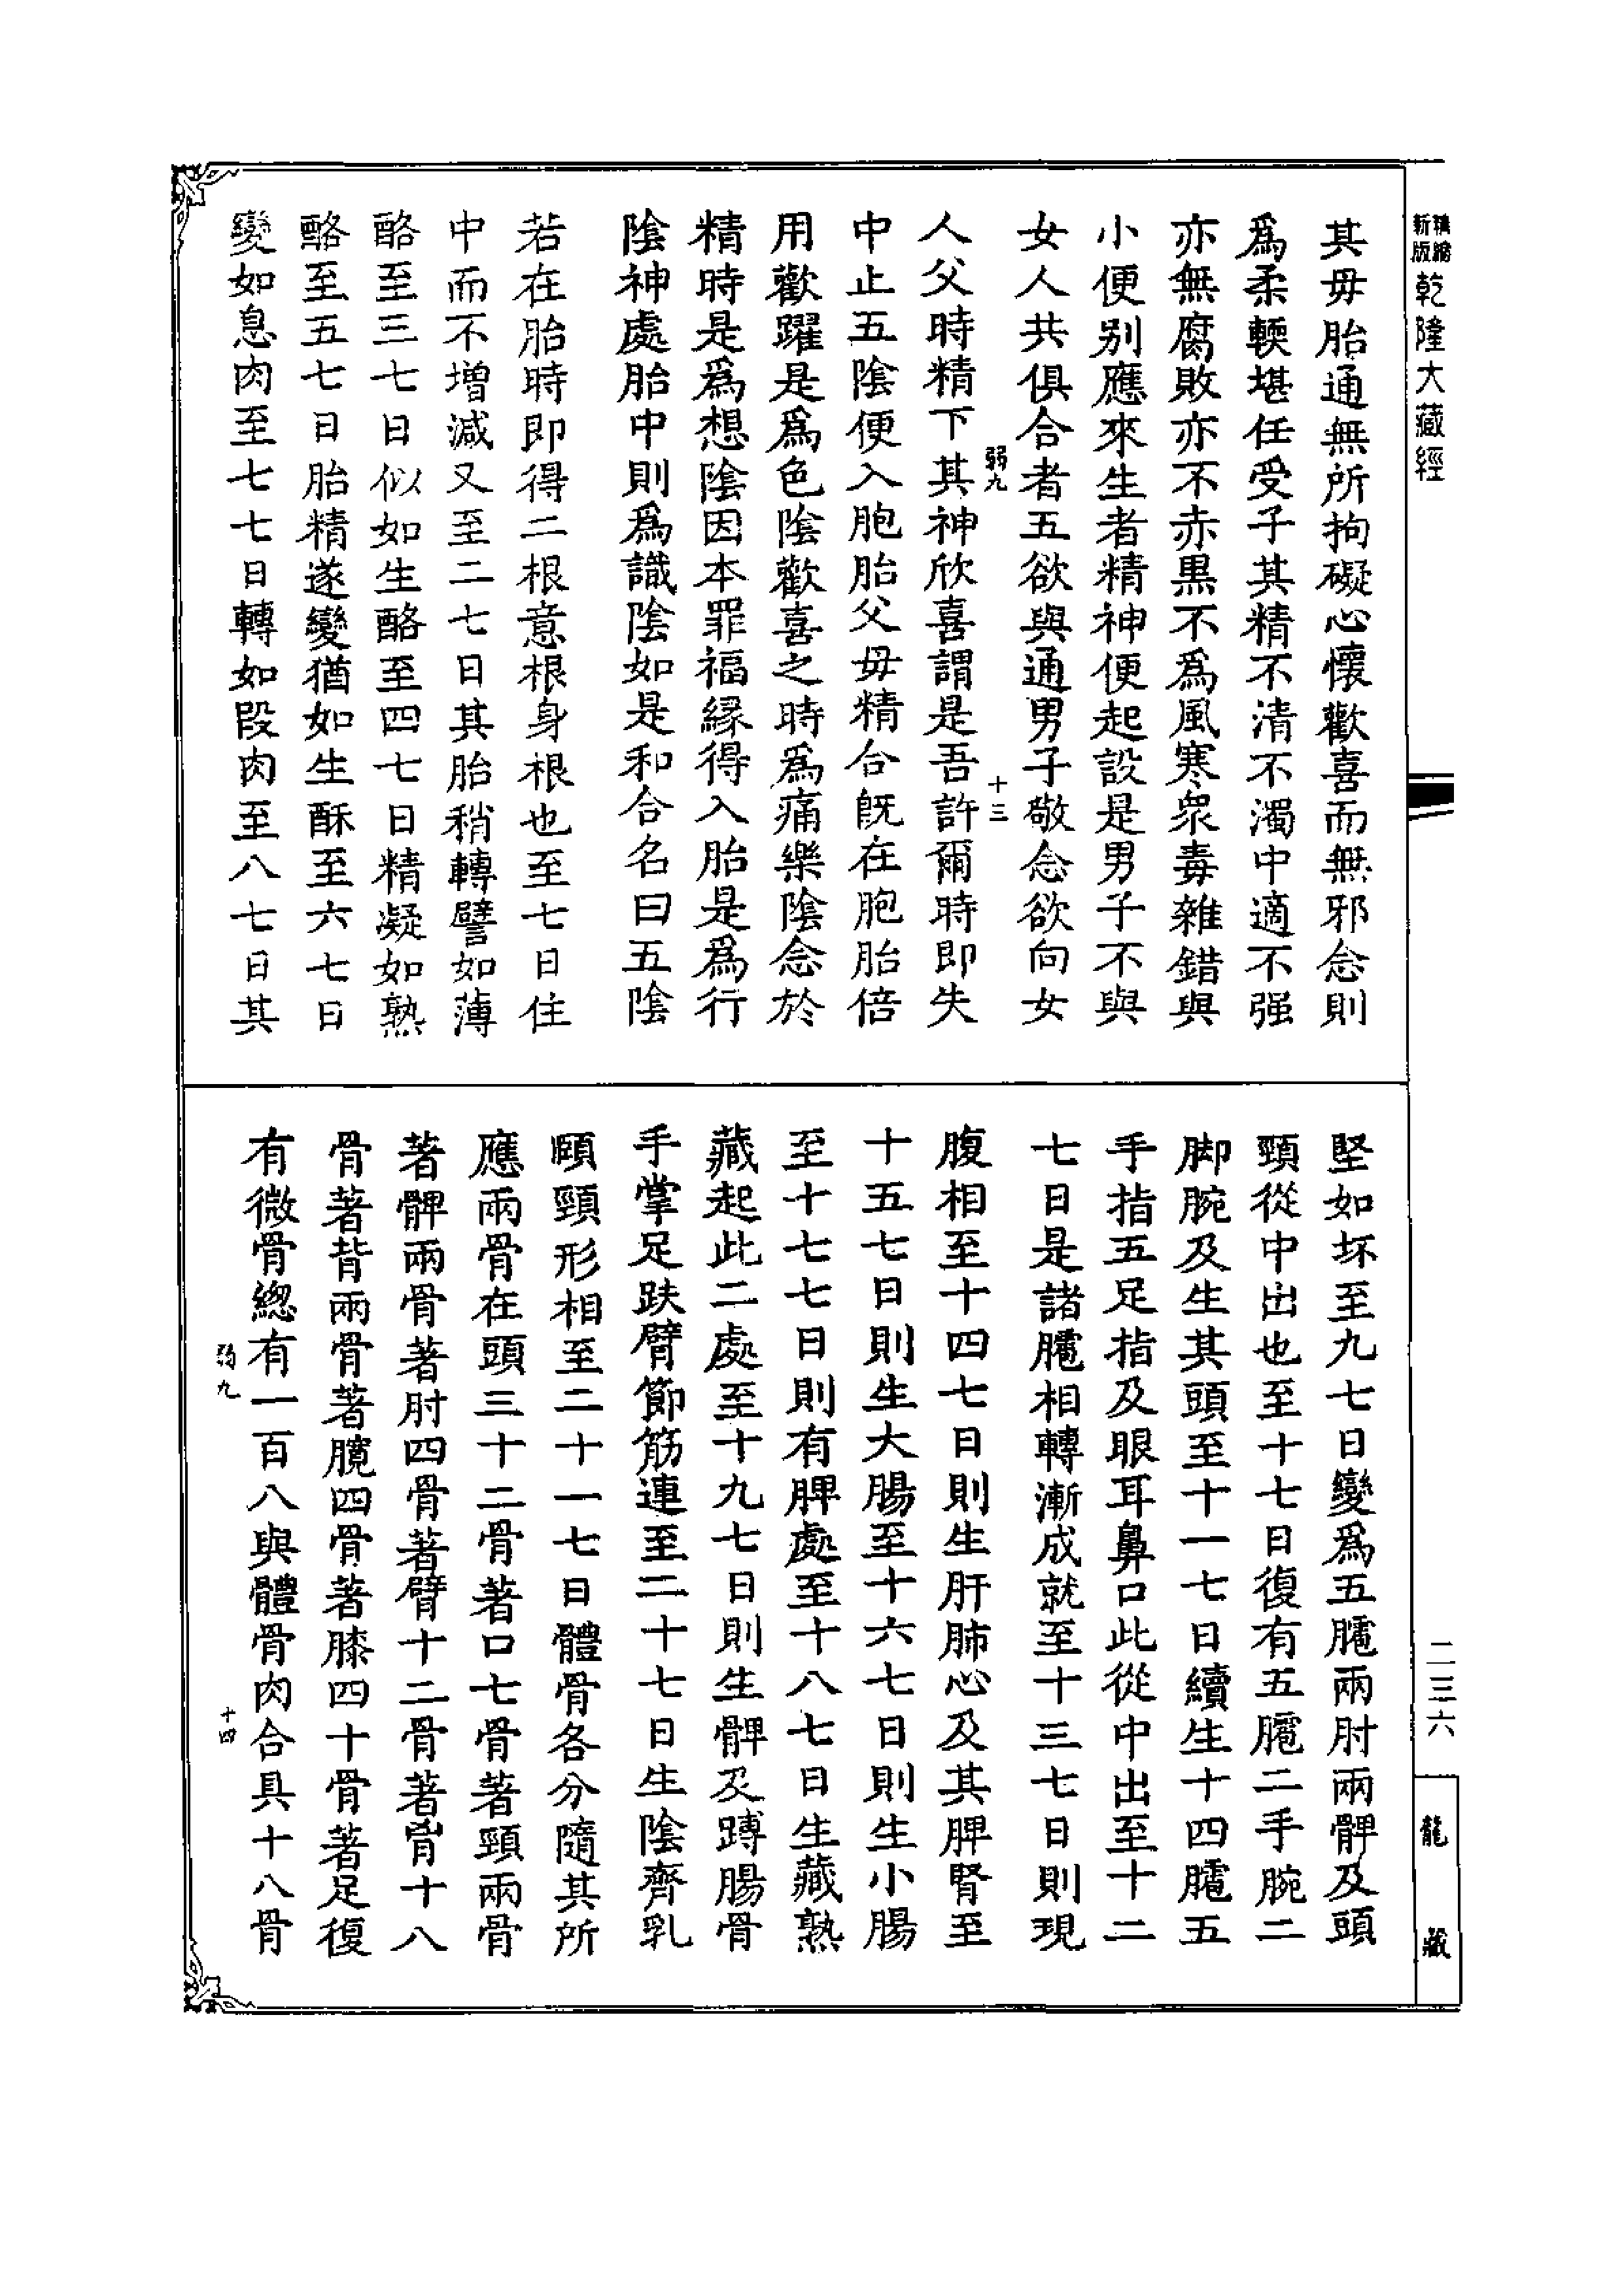 新版精縮乾隆大藏經
其毋胎通無所拘礙心懷歡喜而無邪念則
爲柔輭堪任受子其精不清不濁中適不强
亦無腐敗亦不赤黒不爲風寒衆毒雜錯與
小便别應來生者精神便起設是男子不與
女人共俱合者五欲與通男子敬念欲向女
弱九 十三
人父時精下其神欣喜謂是吾許爾時即失
中止五陰便入胞胎父毋精合旣在胞胎倍
用歡躍是爲色陰歡喜之時爲痛樂陰念於
精時是爲想陰因本罪福縁得入胎是爲行
陰神處胎中則爲識陰如是和合名曰五陰
若在胎時即得二根意根身根也至七日住
中而不增減又至二七日其胎稍轉譬如薄
酪至三七日似如生酪至四七日精凝如熟
酪至五七日胎精遂變猶如生酥至六七日
變如息肉至七七日轉如段肉至八七日其
堅如坏至九七日變爲五𦢊兩肘兩髀及頭
頸從中出也至十七日復有五𦢊二手腕二
脚腕及生其頭至十一七日續生十四𦢊五
手指五足指及眼耳鼻口此從中出至十二
七日是諸𦢊相轉漸成就至十三七日則現
腹相至十四七日則生肝肺心及其脾腎至
十五七日則生大腸至十六七日則生小腸
至十七七日則有脾處至十八七日生藏熟
藏起此二處至十九七日則生髀及蹲腸骨
手掌足趺臂節筋連至二十七日生陰齊乳
頤頸形相至二十一七日體骨各分隨其所
應兩骨在頭三十二骨著口七骨著頸兩骨
著髀兩骨著肘四骨著臂十二骨著胷十八
骨著背兩骨著臗四骨著膝四十骨著足復
有微骨緫有一百八與體骨肉合具十八骨
弱九 十四
二三六
龍藏